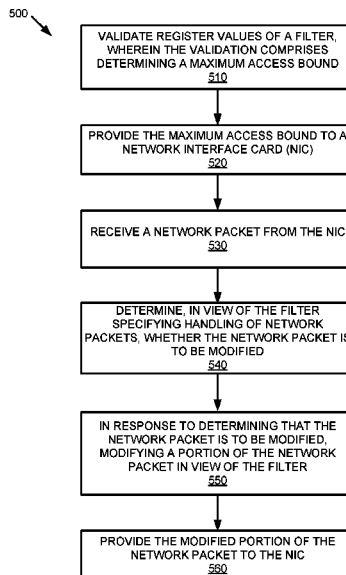 500
VALIDATE REGISTER VALUES OF A FILTER,
WHEREIN THE VALIDATION COMPRISES
DETERMINING A MAXIMUM ACCESS BOUND
510
PROVIDE THE MAXIMUM ACCESS BOUND TO A
NETWORK INTERFACE CARD (NIC)
520
RECEIVE A NETWORK PACKET FROM THE NIC
530
DETERMINE, IN VIEW OF THE FILTER
SPECIFYING HANDLING OF NETWORK
PACKETS, WHETHER THE NETWORK PACKET IS
TO BE MODIFIED
540
IN RESPONSE TO DETERMINING THAT THE
NETWORK PACKET IS TO BE MODIFIED,
MODIFYING A PORTION OF THE NETWORK
PACKET IN VIEW OF THE FILTER
550
PROVIDE THE MODIFIED PORTION OF THE
NETWORK PACKET TO THE NIC
560